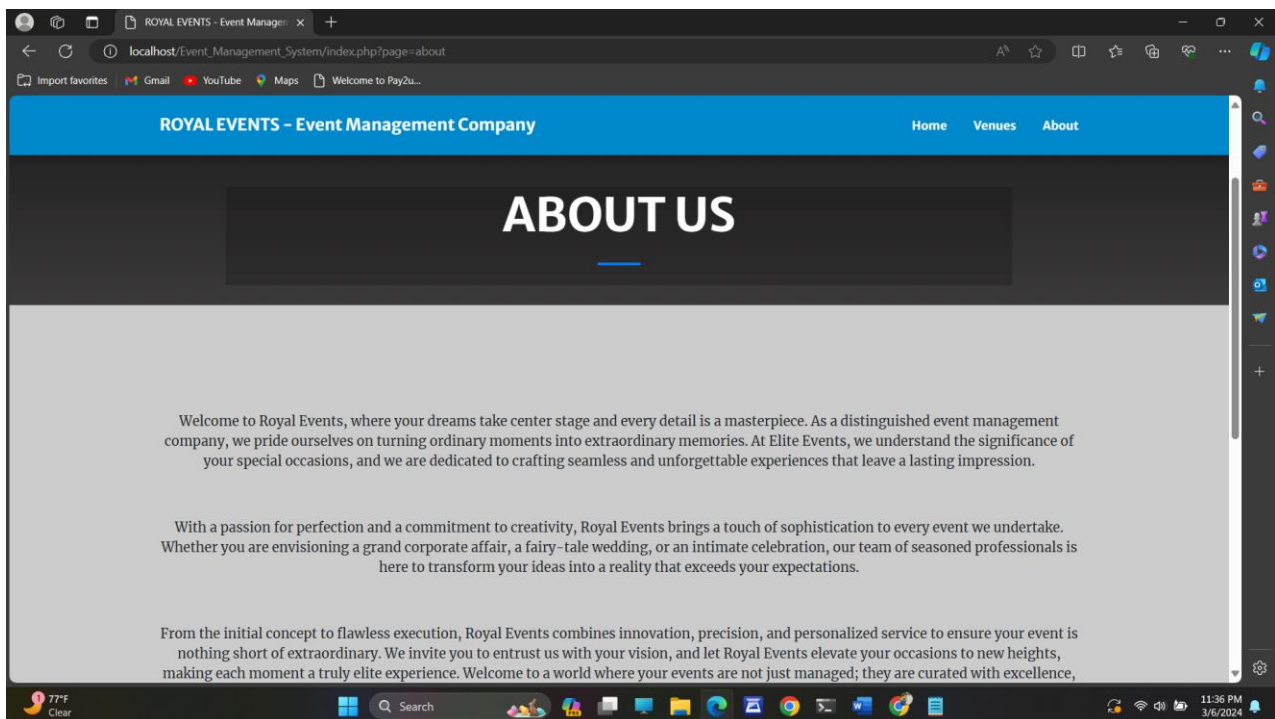 ROYAL EVENTS - Event Managen
localhost/Event_Management_System/index.php?page=about
Import favorites Gmail YouTube Maps Welcome to Pay2u...
ROYAL EVENTS – Event Management Company Home Venues About
ABOUT US
Welcome to Royal Events, where your dreams take center stage and every detail is a masterpiece. As a distinguished event management
company, we pride ourselves on turning ordinary moments into extraordinary memories. At Elite Events, we understand the significance of
your special occasions, and we are dedicated to crafting seamless and unforgettable experiences that leave a lasting impression.
With a passion for perfection and a commitment to creativity, Royal Events brings a touch of sophistication to every event we undertake.
Whether you are envisioning a grand corporate affair, a fairy-tale wedding, or an intimate celebration, our team of seasoned professionals is
here to transform your ideas into a reality that exceeds your expectations.
From the initial concept to flawless execution, Royal Events combines innovation, precision, and personalized service to ensure your event is
nothing short of extraordinary. We invite you to entrust us with your vision, and let Royal Events elevate your occasions to new heights,
making each moment a truly elite experience. Welcome to a world where your events are not just managed; they are curated with excellence,
1 77°F Search 11:36 PM
Clear 3/6/2024